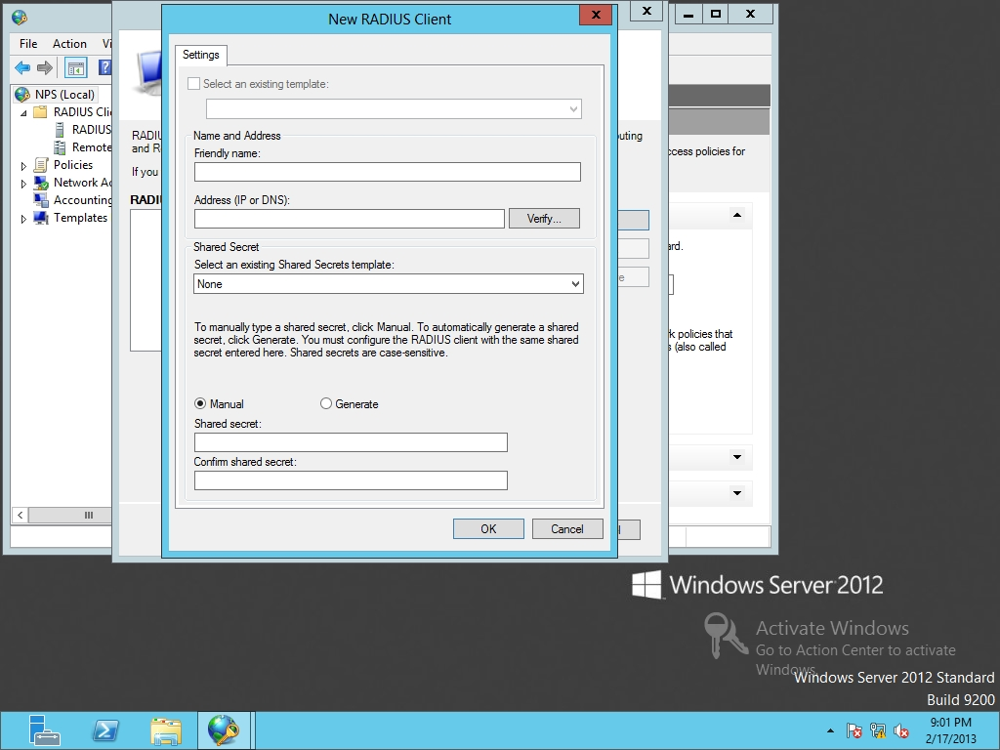 New RADIUS Client
File Action Vi
Settings
Select an existing template:
NPS (Local)
RADIUS Cli
RADIUS
Remote
Policies
Network Ac
Accounting
Templates
RADIU
and R
If you
RADIU
Name and Address
Friendly name:
Address (IP or DNS):
Verify...
Shared Secret
Select an existing Shared Secrets template:
None
To manually type a shared secret, click Manual. To automatically generate a shared
secret, click Generate. You must configure the RADIUS client with the same shared
secret entered here. Shared secrets are case-sensitive.
Manual
Generate
Shared secret:
Confirm shared secret:
OK
Cancel
uting
ccess policies for
ard.
e
k policies that
s (also called
Windows Server 2012
Activate Windows
Go to Action Center to activate
Windows.
Windows Server 2012 Standard
Build 9200
9:01 PM
2/17/2013